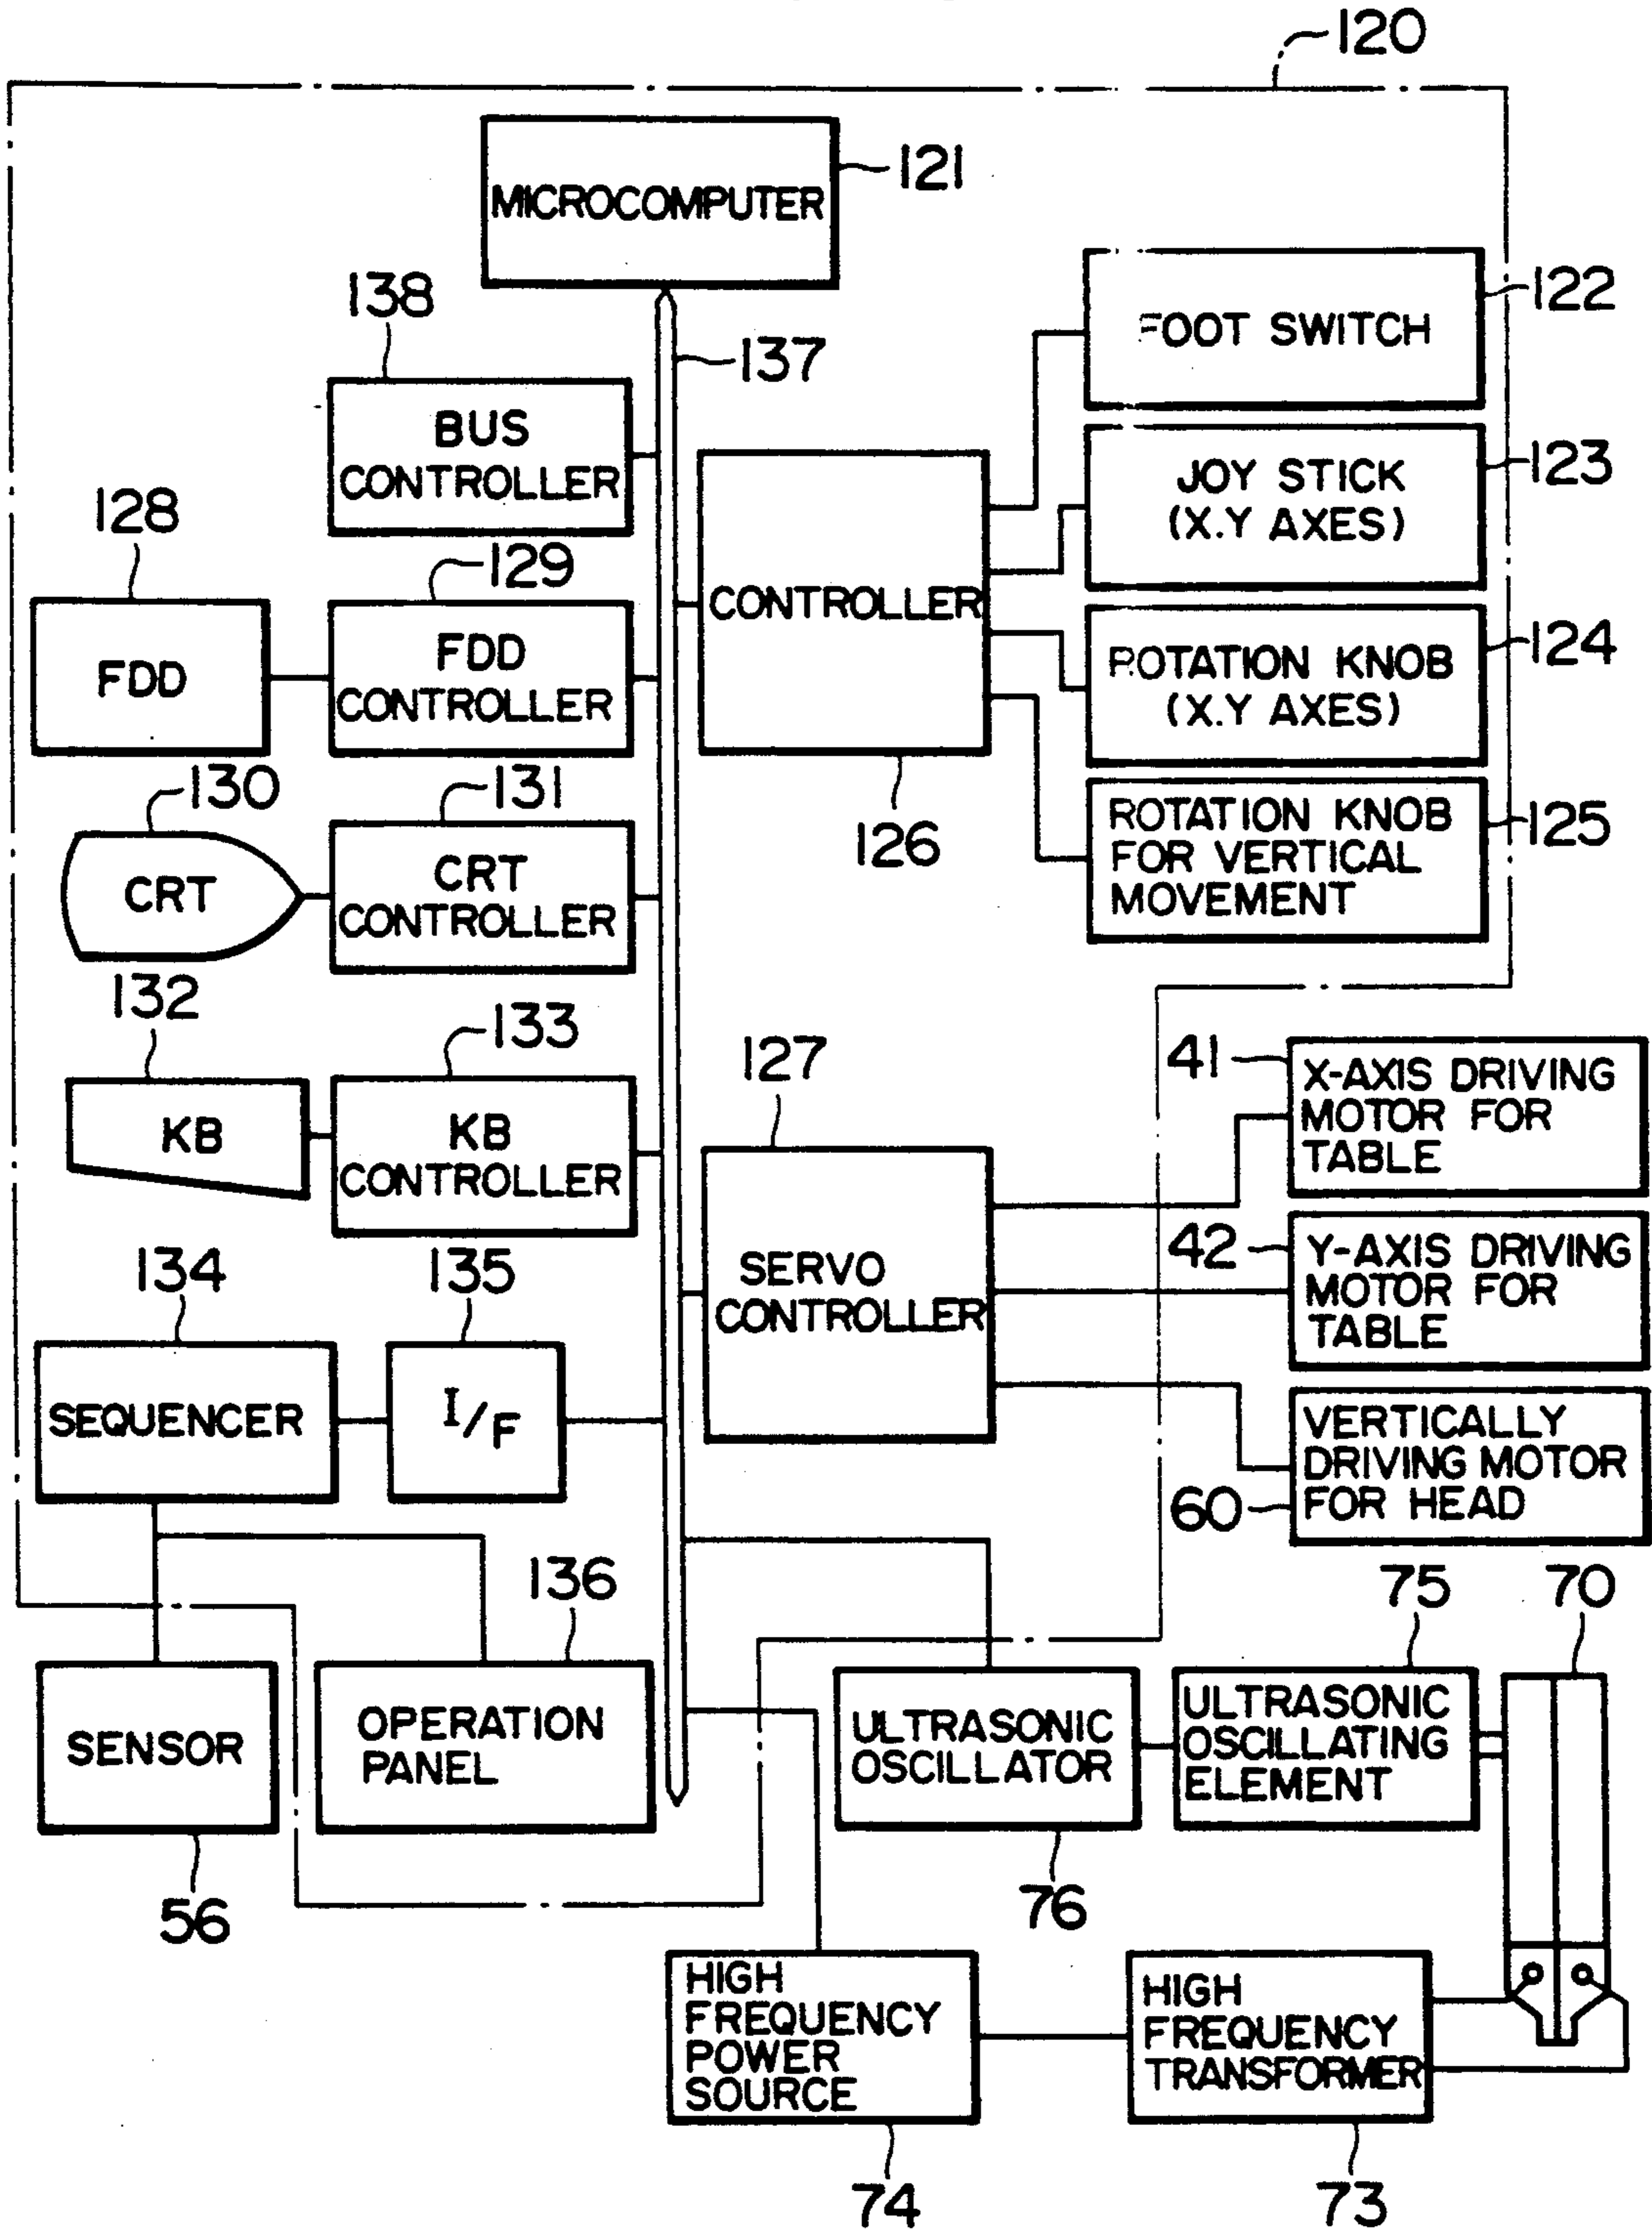 120
MICROCOMPUTER
121
138
137
BUS
CONTROLLER
FOOT SWITCH
122
128
129
FDD
FDD
CONTROLLER
CONTROLLER
126
JOY STICK
(X.Y AXES)
123
ROTATION KNOB
(X.Y AXES)
124
ROTATION KNOB
FOR VERTICAL
MOVEMENT
125
130
131
CRT
CRT
CONTROLLER
132
133
KB
KB
CONTROLLER
127
SERVO
CONTROLLER
41
X-AXIS DRIVING
MOTOR FOR
TABLE
42
Y-AXIS DRIVING
MOTOR FOR
TABLE
60
VERTICALLY
DRIVING MOTOR
FOR HEAD
134
135
SEQUENCER
I/F
136
SENSOR
56
OPERATION
PANEL
75
70
ULTRASONIC
OSCILLATOR
76
ULTRASONIC
OSCILLATING
ELEMENT
HIGH
FREQUENCY
POWER
SOURCE
74
HIGH
FREQUENCY
TRANSFORMER
73